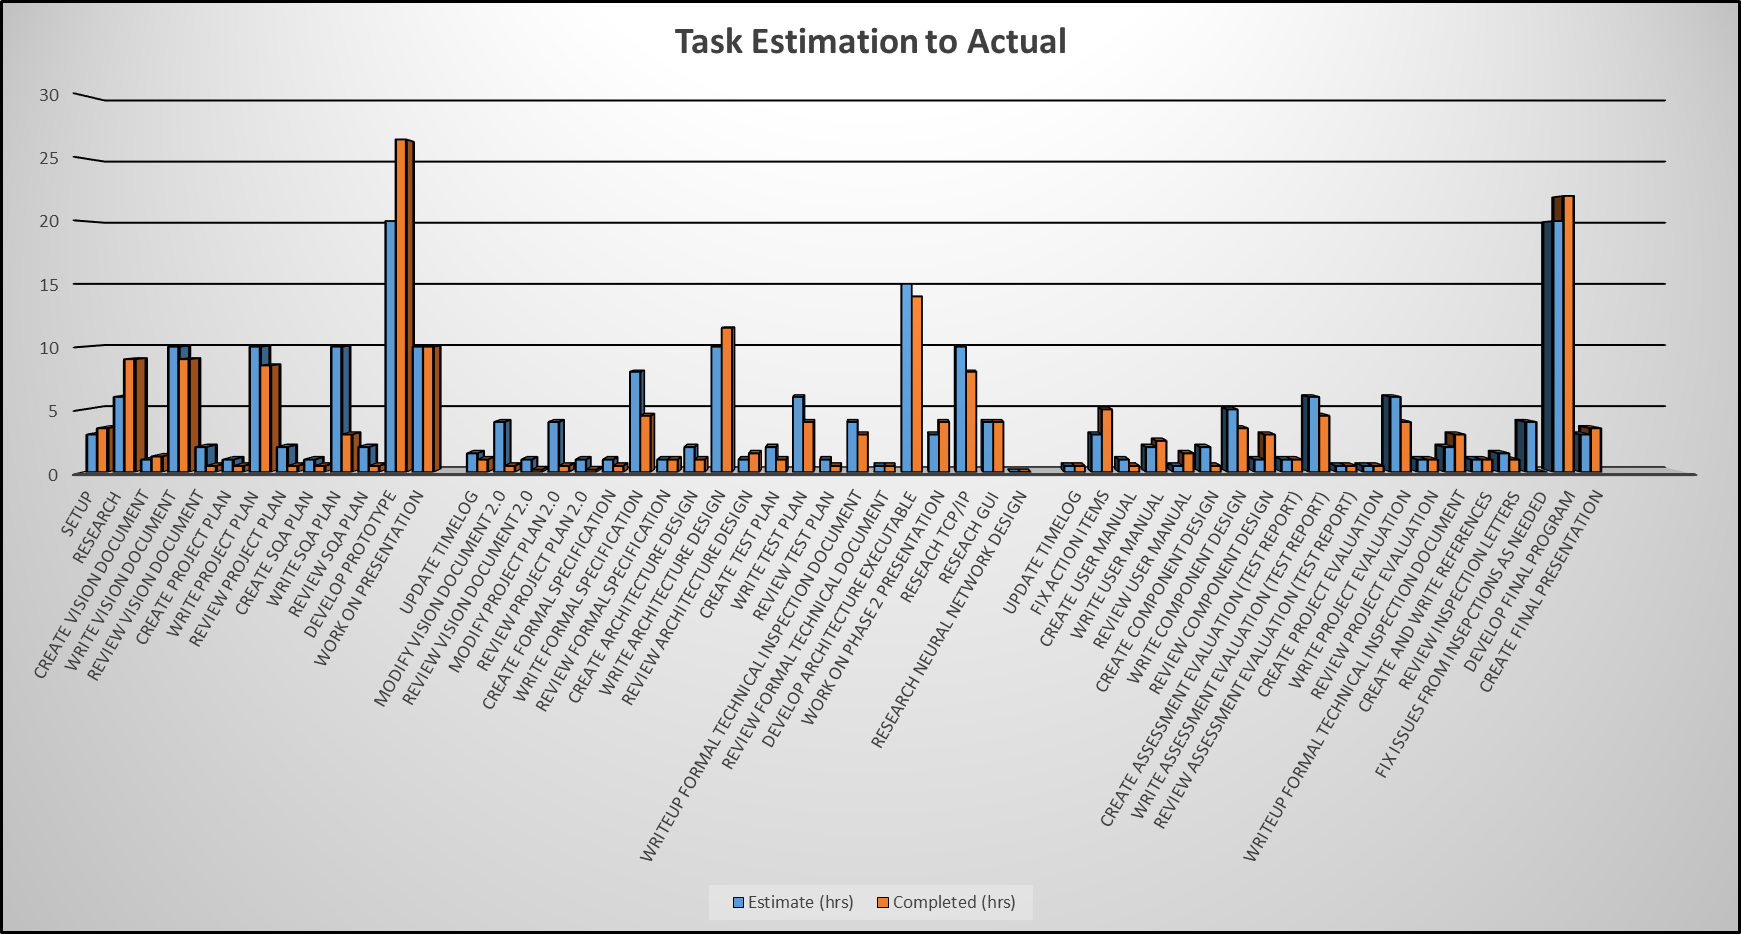 Task Estimation to Actual
30
25
20
15
10
5
0
SETUP
RESEARCH
CREATE VISION DOCUMENT
WRITE VISION DOCUMENT
REVIEW VISION DOCUMENT
CREATE PROJECT PLAN
WRITE PROJECT PLAN
REVIEW PROJECT PLAN
CREATE SQA PLAN
WRITE SQA PLAN
REVIEW SQA PLAN
DEVELOP PROTOTYPE
WORK ON PRESENTATION
UPDATE TIMELOG
MODIFY VISION DOCUMENT 2.0
REVIEW VISION DOCUMENT 2.0
MODIFY PROJECT PLAN 2.0
REVIEW PROJECT PLAN 2.0
CREATE FORMAL SPECIFICATION
WRITE FORMAL SPECIFICATION
REVIEW FORMAL SPECIFICATION
CREATE ARCHITECTURE DESIGN
WRITE ARCHITECTURE DESIGN
REVIEW ARCHITECTURE DESIGN
CREATE TEST PLAN
WRITE TEST PLAN
REVIEW TEST PLAN
WRITEUP FORMAL TECHNICAL INSPECTION DOCUMENT
REVIEW FORMAL TECHNICAL DOCUMENT
DEVELOP ARCHITECTURE EXECUTABLE
WORK ON PHASE 2 PRESENTATION
RESEACH TCP/IP
RESEACH GUI
RESEARCH NEURAL NETWORK DESIGN
UPDATE TIMELOG
FIX ACTION ITEMS
CREATE USER MANUAL
WRITE USER MANUAL
REVIEW USER MANUAL
CREATE COMPONENT DESIGN
WRITE COMPONENT DESIGN
REVIEW COMPONENT DESIGN
CREATE ASSESSMENT EVALUATION (TEST REPORT)
WRITE ASSESSMENT EVALUATION (TEST REPORT)
REVIEW ASSESSMENT EVALUATION (TEST REPORT)
CREATE PROJECT EVALUATION
WRITE PROJECT EVALUATION
REVIEW PROJECT EVALUATION
WRITEUP FORMAL TECHNICAL INSPECTION DOCUMENT
CREATE AND WRITE REFERENCES
REVIEW INSPECTION LETTERS
FIX ISSUES FROM INSEPCTIONS AS NEEDED
DEVELOP FINAL PROGRAM
CREATE FINAL PRESENTATION
Estimate (hrs)
Completed (hrs)